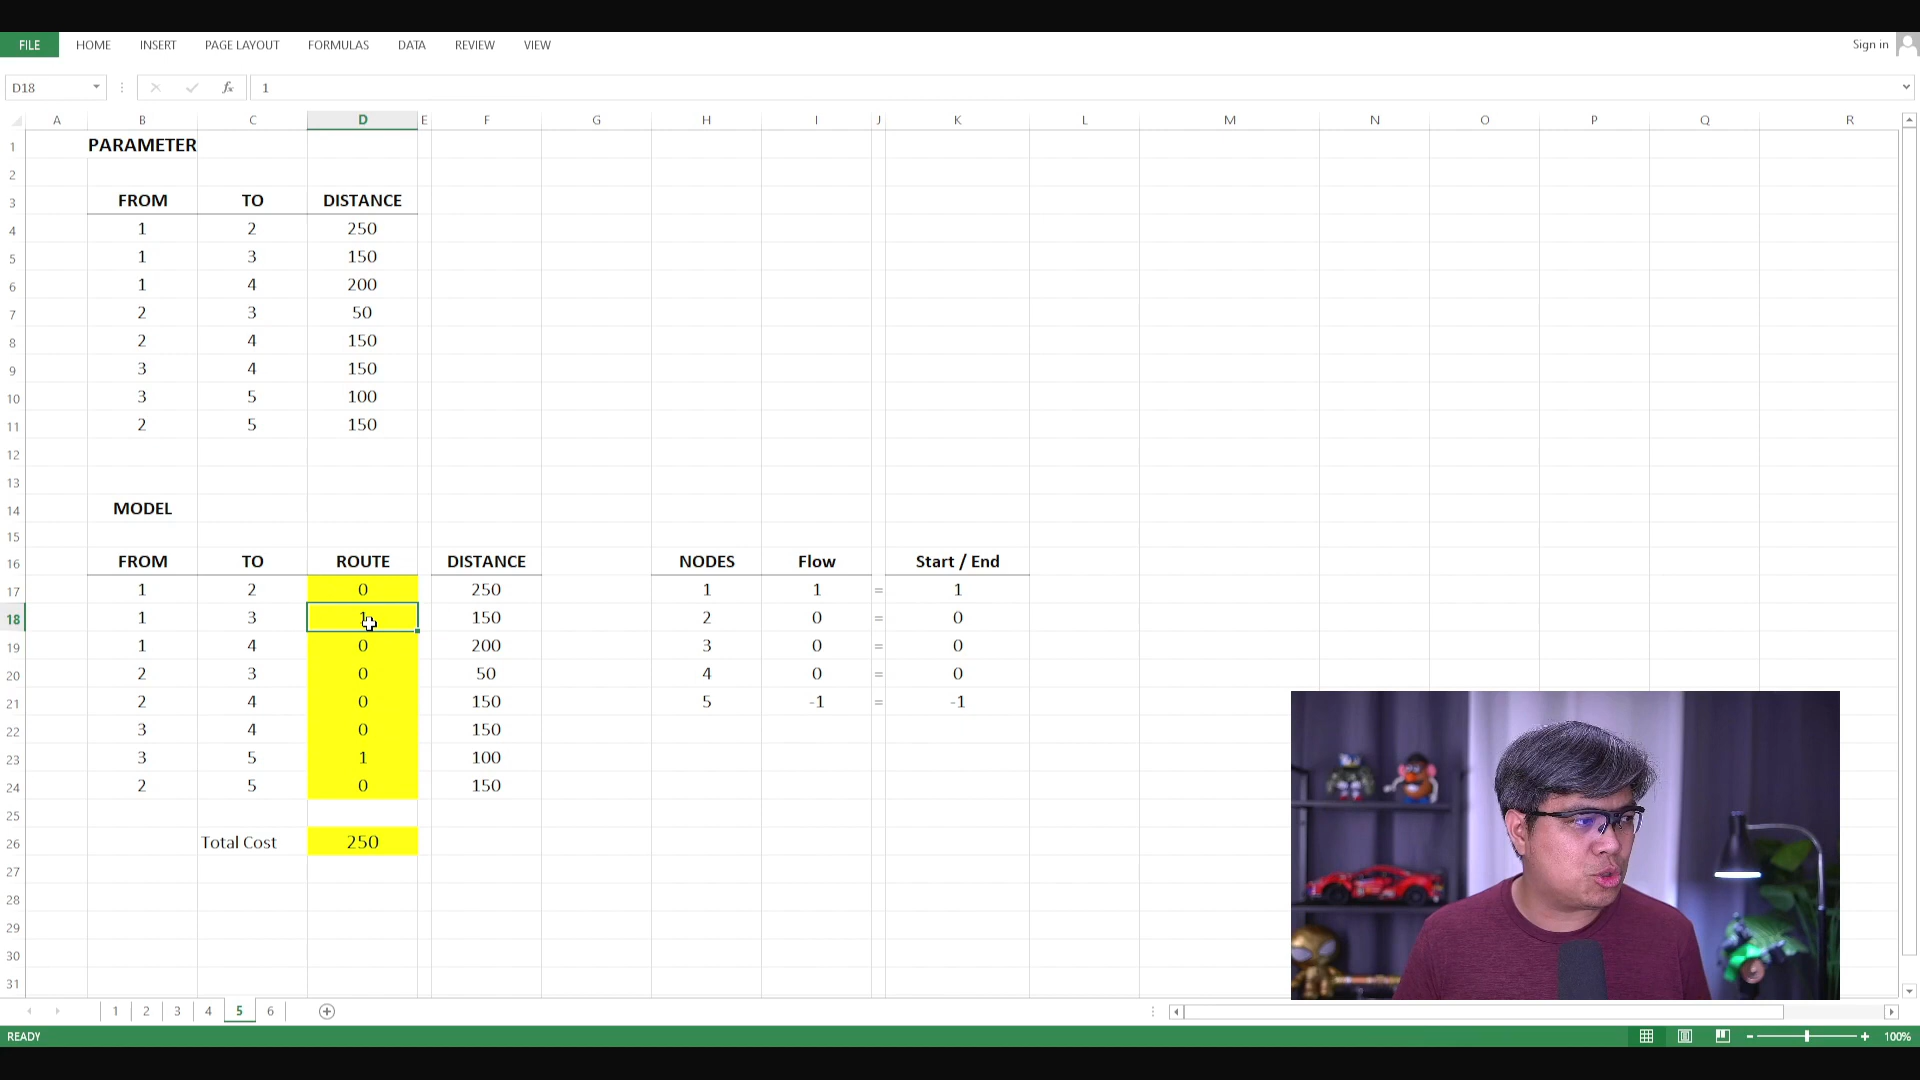 FILE HOME INSERT PAGE LAYOUT FORMULAS DATA REVIEW VIEW Sign in
D18 fx 1
A B C D E F G H I J K L M N O P Q R
1 PARAMETER
2
3 FROM TO DISTANCE
4 1 2 250
5 1 3 150
6 1 4 200
7 2 3 50
8 2 4 150
9 3 4 150
10 3 5 100
11 2 5 150
12
13
14 MODEL
15
16 FROM TO ROUTE DISTANCE NODES Flow Start / End
17 1 2 0 250 1 1 = 1
18 1 3 1 150 2 0 = 0
19 1 4 0 200 3 0 = 0
20 2 3 0 50 4 0 = 0
21 2 4 0 150 5 -1 = -1
22 3 4 0 150
23 3 5 1 100
24 2 5 0 150
25
26 Total Cost 250
27
28
29
30
31
1 2 3 4 5 6
READY 100%